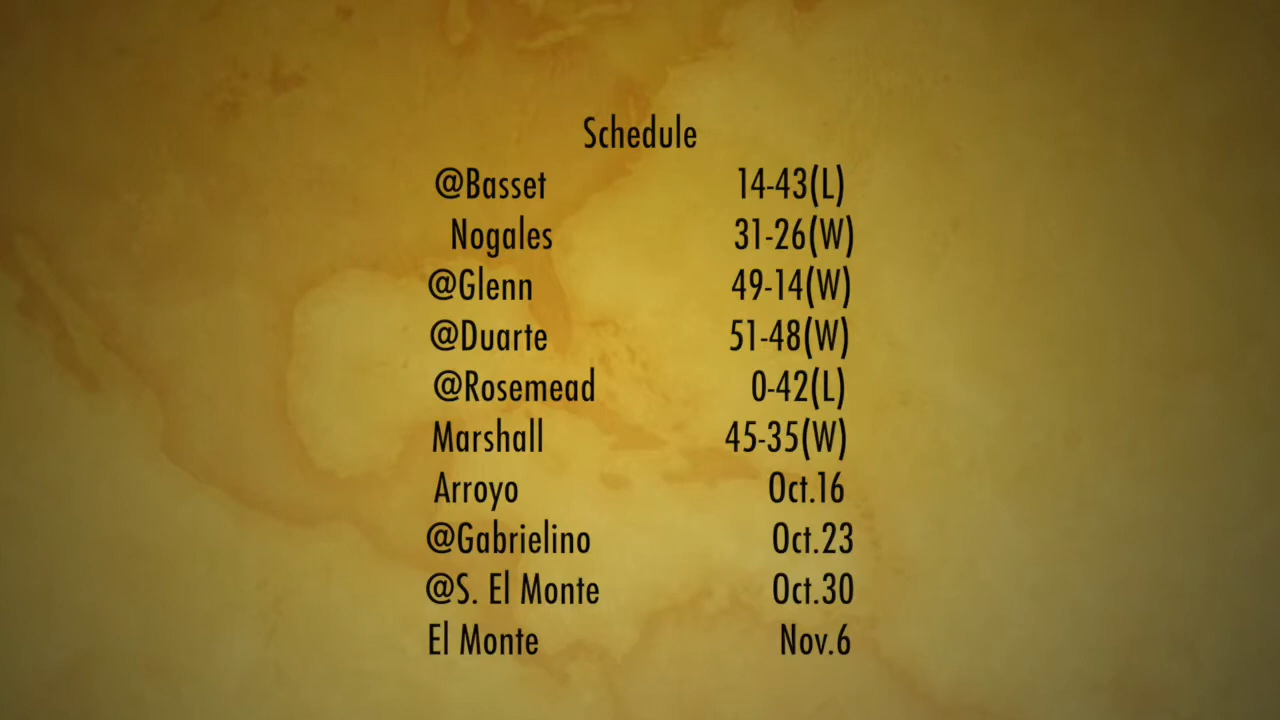 Schedule
@Basset 14-43(L)
Nogales 31-26(W)
@Glenn 49-14(W)
@Duarte 51-48(W)
@Rosemead 0-42(L)
Marshall 45-35(W)
Arroyo Oct.16
@Gabrielino Oct.23
@S. El Monte Oct.30
El Monte Nov.6